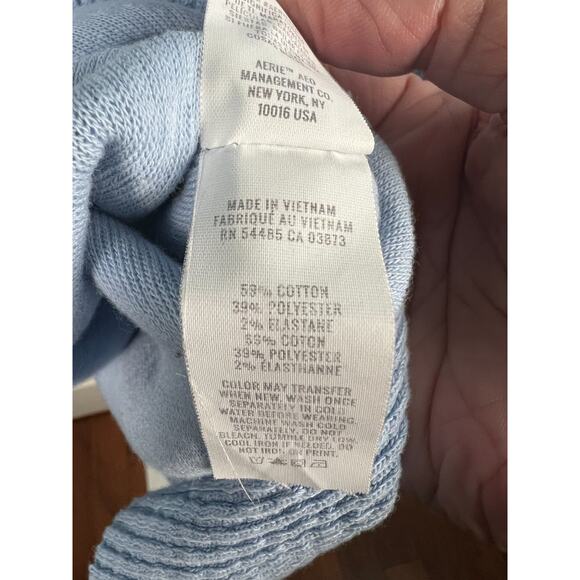 AERIE™ AEO
MANAGEMENT CO
NEW YORK, NY
10016 USA
MADE IN VIETNAM
FABRIQUÉ AU VIETNAM
RN 54485 CA 03873
59% COTTON
39% POLYESTER
2% ELASTANE
59% COTON
39% POLYESTER
2% ÉLASTHANNE
COLOR MAY TRANSFER
WHEN NEW. WASH ONCE
SEPARATELY IN COLD
WATER BEFORE WEARING.
MACHINE WASH COLD
SEPARATELY. DO NOT
BLEACH. TUMBLE DRY LOW.
COOL IRON IF NEEDED. DO
NOT IRON ON PRINT.